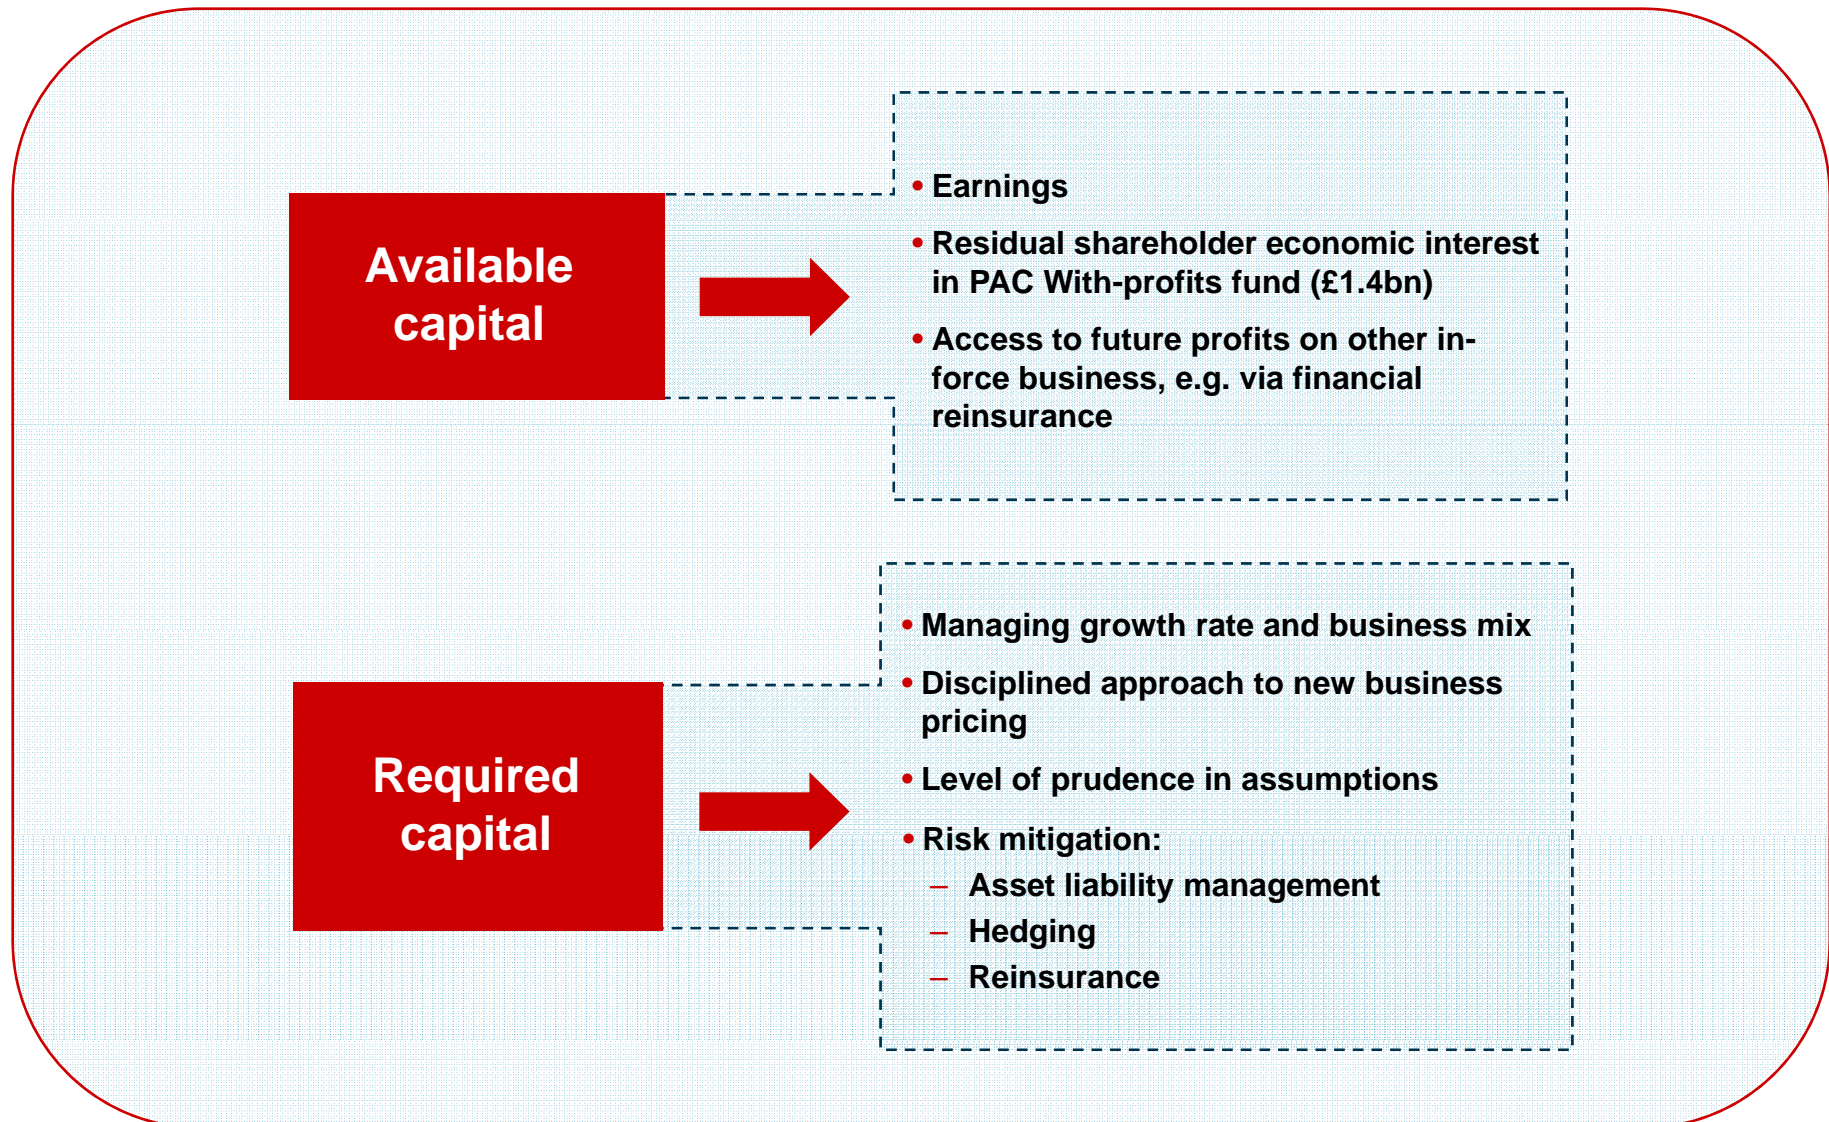 Available
capital
• Earnings
• Residual shareholder economic interest
in PAC With-profits fund (£1.4bn)
• Access to future profits on other in-
force business, e.g. via financial
reinsurance
Required
capital
• Managing growth rate and business mix
• Disciplined approach to new business
pricing
• Level of prudence in assumptions
• Risk mitigation:
– Asset liability management
– Hedging
– Reinsurance